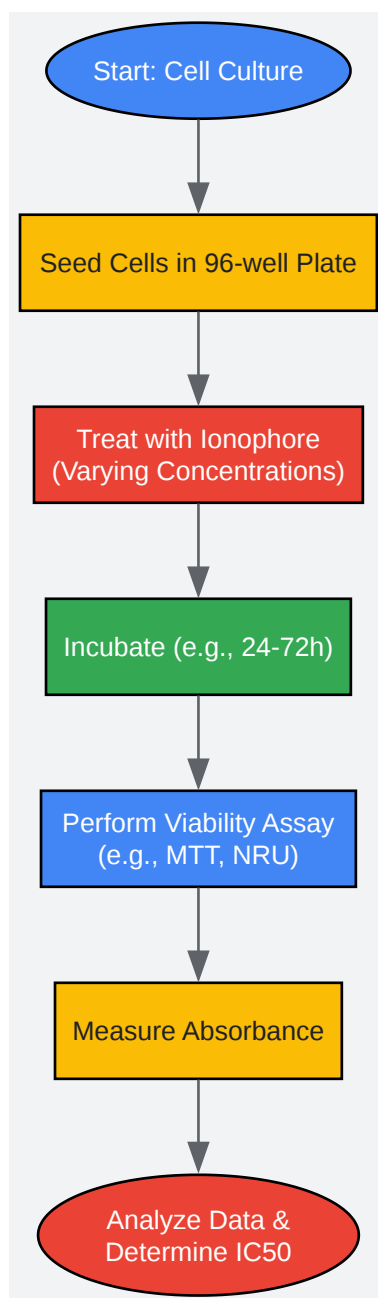 Start: Cell Culture
Seed Cells in 96-well Plate
Treat with Ionophore
(Varying Concentrations)
Incubate (e.g., 24-72h)
Perform Viability Assay
(e.g., MTT, NRU)
Measure Absorbance
Analyze Data &
Determine IC50